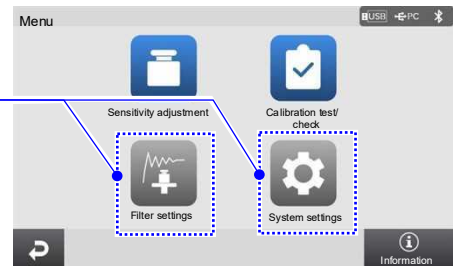 Menu
USB PC
Sensitivity adjustment
Calibration test/
check
Filter settings
System settings
Information